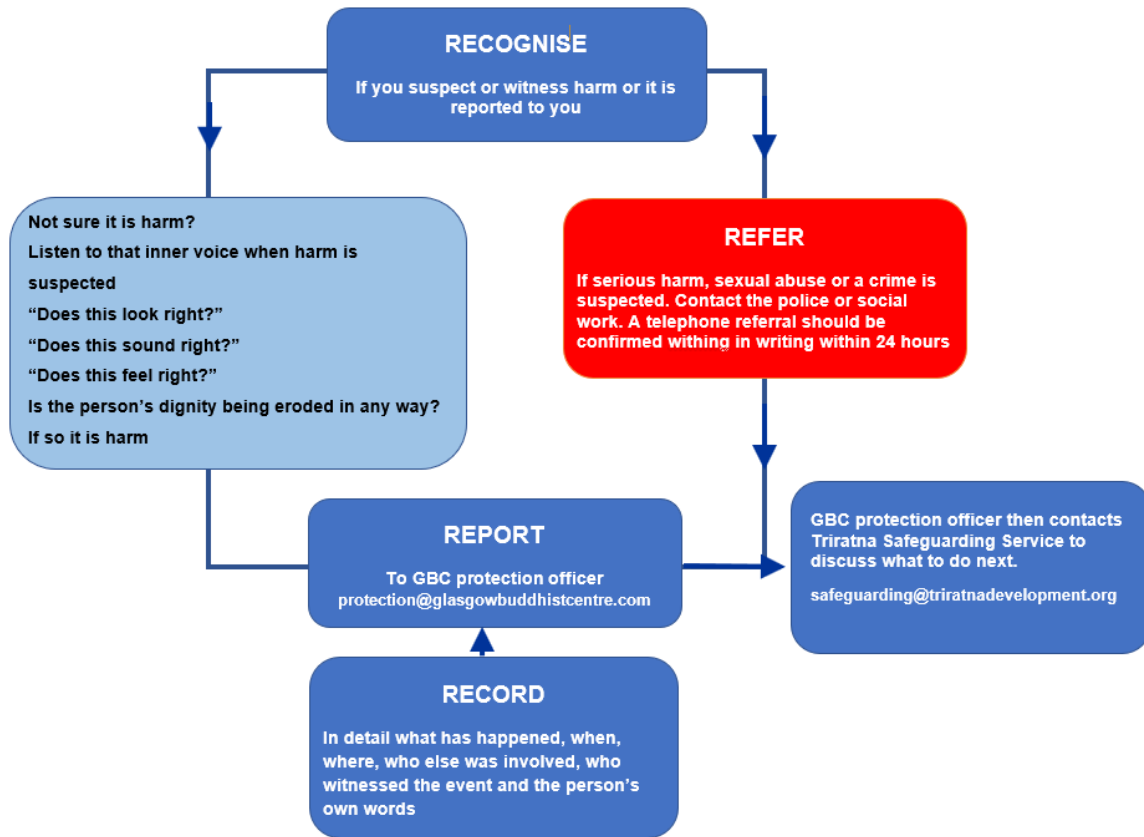 RECOGNISE
If you suspect or witness harm or it is
reported to you
Not sure it is harm?
Listen to that inner voice when harm is
suspected
“Does this look right?”
“Does this sound right?”
“Does this feel right?”
Is the person’s dignity being eroded in any way?
If so it is harm
REFER
If serious harm, sexual abuse or a crime is
suspected. Contact the police or social
work. A telephone referral should be
confirmed withing in writing within 24 hours
REPORT
To GBC protection officer
protection@glasgowbuddhistcentre.com
GBC protection officer then contacts
Triratna Safeguarding Service to
discuss what to do next.
safeguarding@triratnadevelopment.org
RECORD
In detail what has happened, when,
where, who else was involved, who
witnessed the event and the person’s
own words